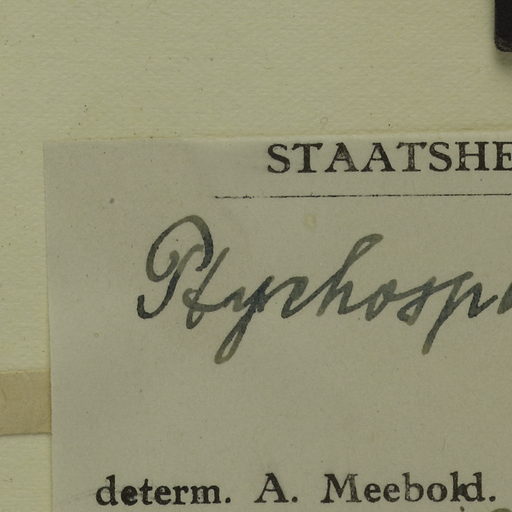 STAATSHE
Ptychosp
determ. A. Meebold.